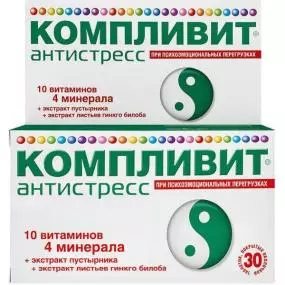 КОМПЛИВИТ®
антистресс
ПРИ ПСИХОЭМОЦИОНАЛЬНЫХ ПЕРЕГРУЗКАХ
10 витаминов
4 минерала
+ экстракт пустырника
+ экстракт листьев гинкго билоба
КОМПЛИВИТ®
антистресс
ПРИ ПСИХОЭМОЦИОНАЛЬНЫХ ПЕРЕГРУЗКАХ
10 витаминов
4 минерала
+ экстракт пустырника
+ экстракт листьев гинкго билоба
30